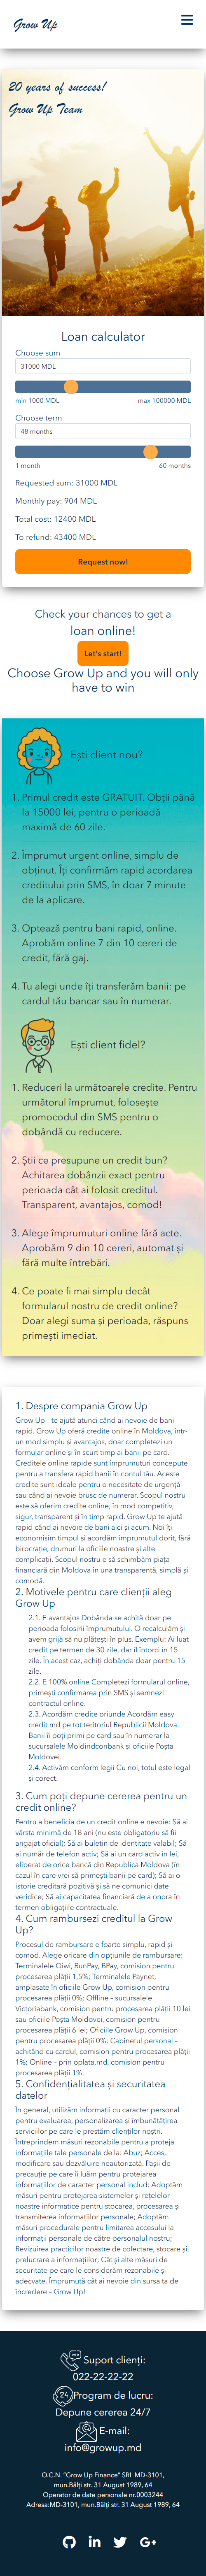 Grow Up
20 years of success!
Grow Up Team
Loan calculator
Choose sum
31000 MDL
min 1000 MDL
max 100000 MDL
Choose term
48 months
1 month
60 months
Requested sum: 31000 MDL
Monthly pay: 904 MDL
Total cost: 12400 MDL
To refund: 43400 MDL
Request now!
Check your chances to get a
loan online!
Let's start!
Choose Grow Up and you will only
have to win
Ești client nou?
1. Primul credit este GRATUIT. Obții până
la 15000 lei, pentru o perioadă
maximă de 60 zile.
2. Împrumut urgent online, simplu de
obținut. Îți confirmăm rapid acordarea
creditului prin SMS, în doar 7 minute
de la aplicare.
3. Optează pentru bani rapid, online.
Aprobăm online 7 din 10 cereri de
credit, fără gaj.
4. Tu alegi unde îți transferăm banii: pe
cardul tău bancar sau în numerar.
Ești client fidel?
1. Reduceri la următoarele credite. Pentru
următorul împrumut, folosește
promocodul din SMS pentru o
dobândă cu reducere.
2. Știi ce presupune un credit bun?
Achitarea dobânzii exact pentru
perioada cât ai folosit creditul.
Transparent, avantajos, comod!
3. Alege împrumuturi online fără acte.
Aprobăm 9 din 10 cereri, automat și
fără multe întrebări.
4. Ce poate fi mai simplu decât
formularul nostru de credit online?
Doar alegi suma și perioada, răspuns
primești imediat.
1. Despre compania Grow Up
Grow Up - te ajută atunci când ai nevoie de bani
rapid. Grow Up oferă credite online în Moldova, într-
un mod simplu și avantajos, doar completezi un
formular online și în scurt timp ai banii pe card.
Creditele online rapide sunt împrumuturi concepute
pentru a transfera rapid banii în contul tău. Aceste
credite sunt ideale pentru o necesitate de urgență
sau când ai nevoie brusc de numerar. Scopul nostru
este să oferim credite online, în mod competitiv,
sigur, transparent și în timp rapid. Grow Up te ajută
rapid când ai nevoie de bani aici și acum. Noi îți
economisim timpul și acordăm împrumutul dorit, fără
birocrație, drumuri la oficiile noastre și alte
complicații. Scopul nostru e să schimbăm piața
financiară din Moldova în una transparentă, simplă și
comodă.
2. Motivele pentru care clienții aleg
Grow Up
2.1. E avantajos Dobânda se achită doar pe
perioada folosirii împrumutului. O recalculăm și
avem grijă să nu plătești în plus. Exemplu: Ai luat
credit pe termen de 30 zile, dar îl întorci în 15
zile. În acest caz, achiți dobânda doar pentru 15
zile.
2.2. E 100% online Completezi formularul online,
primești confirmarea prin SMS și semnezi
contractul online.
2.3. Acordăm credite oriunde Acordăm easy
credit md pe tot teritoriul Republicii Moldova.
Banii îi poți primi pe card sau în numerar la
sucursalele Moldindconbank și oficiile Poșta
Moldovei.
2.4. Activăm conform legii Cu noi, totul este legal
și corect.
3. Cum poți depune cererea pentru un
credit online?
Pentru a beneficia de un credit online e nevoie: Să ai
vârsta minimă de 18 ani (nu este obligatoriu să fii
angajat oficial); Să ai buletin de identitate valabil; Să
ai număr de telefon activ; Să ai un card activ în lei,
eliberat de orice bancă din Republica Moldova (în
cazul în care vrei să primești banii pe card); Să ai o
istorie creditară pozitivă și să ne comunici date
veridice; Să ai capacitatea financiară de a onora în
termen obligațiile contractuale.
4. Cum rambursezi creditul la Grow
Up?
Procesul de rambursare e foarte simplu, rapid și
comod. Alege oricare din opțiunile de rambursare:
Terminalele Qiwi, RunPay, BPay, comision pentru
procesarea plății 1,5%; Terminalele Paynet,
amplasate în oficiile Grow Up, comision pentru
procesarea plății 0%; Offline - sucursalele
Victoriabank, comision pentru procesarea plății 10 lei
sau oficiile Poșta Moldovei, comision pentru
procesarea plății 6 lei; Oficiile Grow Up, comision
pentru procesarea plății 0%; Cabinetul personal -
achitând cu cardul, comision pentru procesarea plății
1%; Online - prin oplata.md, comision pentru
procesarea plății 1%.
5. Confidențialitatea și securitatea
datelor
În general, utilizăm informații cu caracter personal
pentru evaluarea, personalizarea și îmbunătățirea
serviciilor pe care le prestăm clienților noștri.
Întreprindem măsuri rezonabile pentru a proteja
informațiile tale personale de la: Abuz; Acces,
modificare sau dezvăluire neautorizată. Pașii de
precauție pe care îi luăm pentru protejarea
informațiilor de caracter personal includ: Adoptăm
măsuri pentru protejarea sistemelor și rețelelor
noastre informatice pentru stocarea, procesarea și
transmiterea informațiilor personale; Adoptăm
măsuri procedurale pentru limitarea accesului la
informații personale de către personalul nostru;
Revizuirea practicilor noastre de colectare, stocare și
prelucrare a informațiilor; Cât și alte măsuri de
securitate pe care le considerăm rezonabile și
adecvate. Împrumută cât ai nevoie din sursa ta de
încredere - Grow Up!
Suport clienți:
022-22-22-22
24
Program de lucru:
Depune cererea 24/7
E-mail:
info@growup.md
O.C.N. "Grow Up Finance" SRL MD-3101,
mun.Bălți str. 31 August 1989, 64
Operator de date personale nr.0003244
Adresa:MD-3101, mun.Bălți str. 31 August 1989, 64